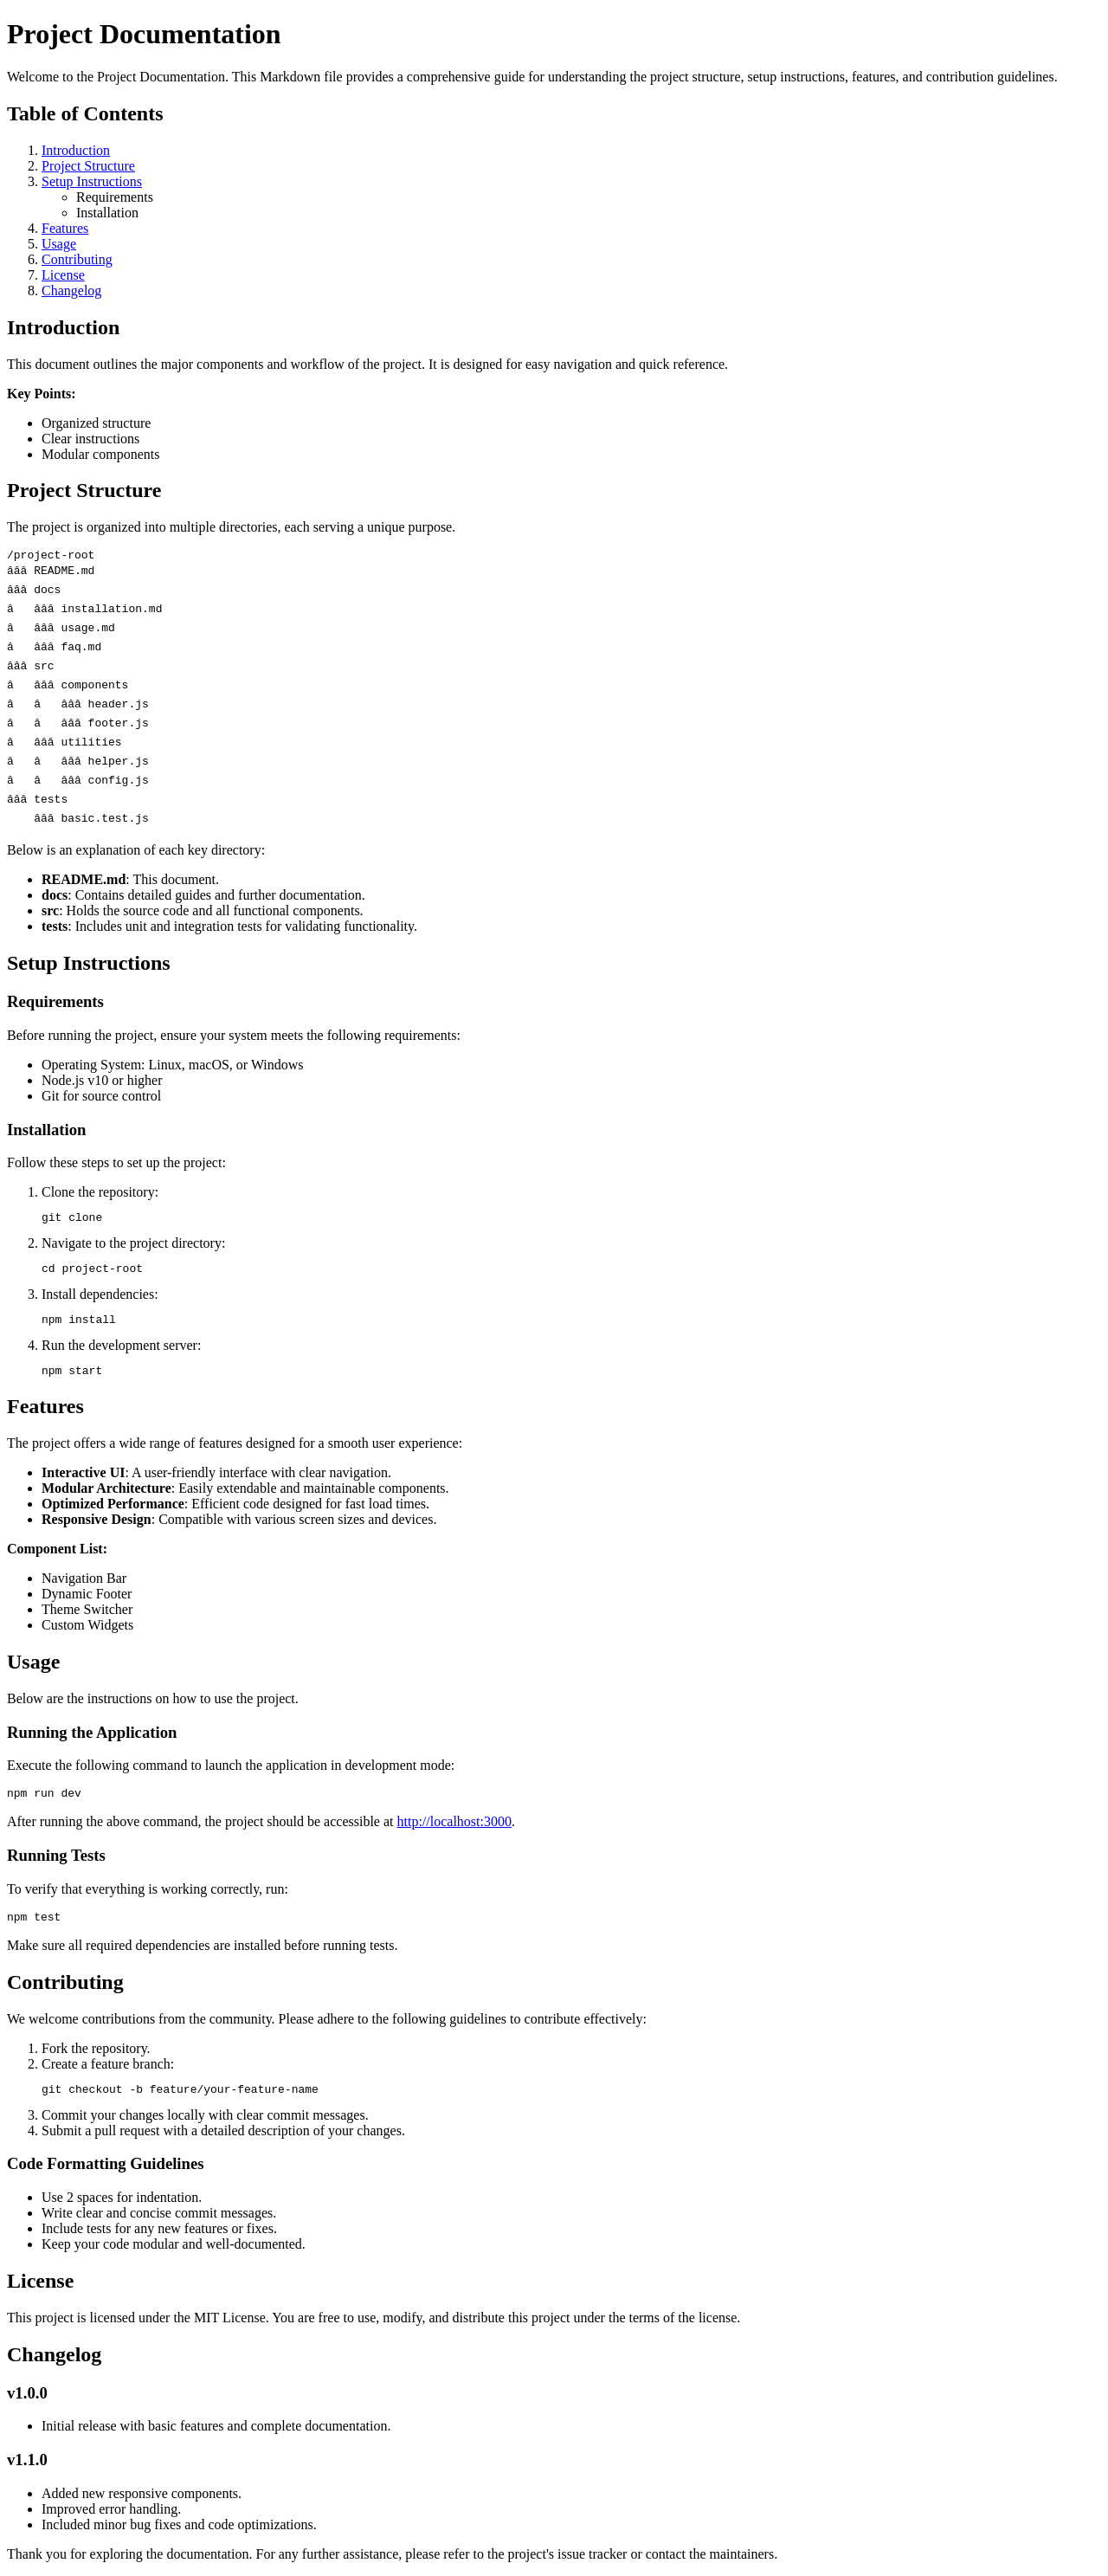 Project Documentation
Welcome to the Project Documentation. This Markdown file provides a comprehensive guide for understanding the project structure, setup instructions, features, and contribution guidelines.
Table of Contents
1. Introduction
2. Project Structure
3. Setup Instructions
◦ Requirements
◦ Installation
4. Features
5. Usage
6. Contributing
7. License
8. Changelog
Introduction
This document outlines the major components and workflow of the project. It is designed for easy navigation and quick reference.
Key Points:
• Organized structure
• Clear instructions
• Modular components
Project Structure
The project is organized into multiple directories, each serving a unique purpose.
/project-root
âââ README.md
âââ docs
â   âââ installation.md
â   âââ usage.md
â   âââ faq.md
âââ src
â   âââ components
â   â   âââ header.js
â   â   âââ footer.js
â   âââ utilities
â   â   âââ helper.js
â   â   âââ config.js
âââ tests
    âââ basic.test.js
Below is an explanation of each key directory:
• README.md: This document.
• docs: Contains detailed guides and further documentation.
• src: Holds the source code and all functional components.
• tests: Includes unit and integration tests for validating functionality.
Setup Instructions
Requirements
Before running the project, ensure your system meets the following requirements:
• Operating System: Linux, macOS, or Windows
• Node.js v10 or higher
• Git for source control
Installation
Follow these steps to set up the project:
1. Clone the repository:
git clone
2. Navigate to the project directory:
cd project-root
3. Install dependencies:
npm install
4. Run the development server:
npm start
Features
The project offers a wide range of features designed for a smooth user experience:
• Interactive UI: A user-friendly interface with clear navigation.
• Modular Architecture: Easily extendable and maintainable components.
• Optimized Performance: Efficient code designed for fast load times.
• Responsive Design: Compatible with various screen sizes and devices.
Component List:
• Navigation Bar
• Dynamic Footer
• Theme Switcher
• Custom Widgets
Usage
Below are the instructions on how to use the project.
Running the Application
Execute the following command to launch the application in development mode:
npm run dev
After running the above command, the project should be accessible at http://localhost:3000.
Running Tests
To verify that everything is working correctly, run:
npm test
Make sure all required dependencies are installed before running tests.
Contributing
We welcome contributions from the community. Please adhere to the following guidelines to contribute effectively:
1. Fork the repository.
2. Create a feature branch:
git checkout -b feature/your-feature-name
3. Commit your changes locally with clear commit messages.
4. Submit a pull request with a detailed description of your changes.
Code Formatting Guidelines
• Use 2 spaces for indentation.
• Write clear and concise commit messages.
• Include tests for any new features or fixes.
• Keep your code modular and well-documented.
License
This project is licensed under the MIT License. You are free to use, modify, and distribute this project under the terms of the license.
Changelog
v1.0.0
• Initial release with basic features and complete documentation.
v1.1.0
• Added new responsive components.
• Improved error handling.
• Included minor bug fixes and code optimizations.
Thank you for exploring the documentation. For any further assistance, please refer to the project's issue tracker or contact the maintainers.